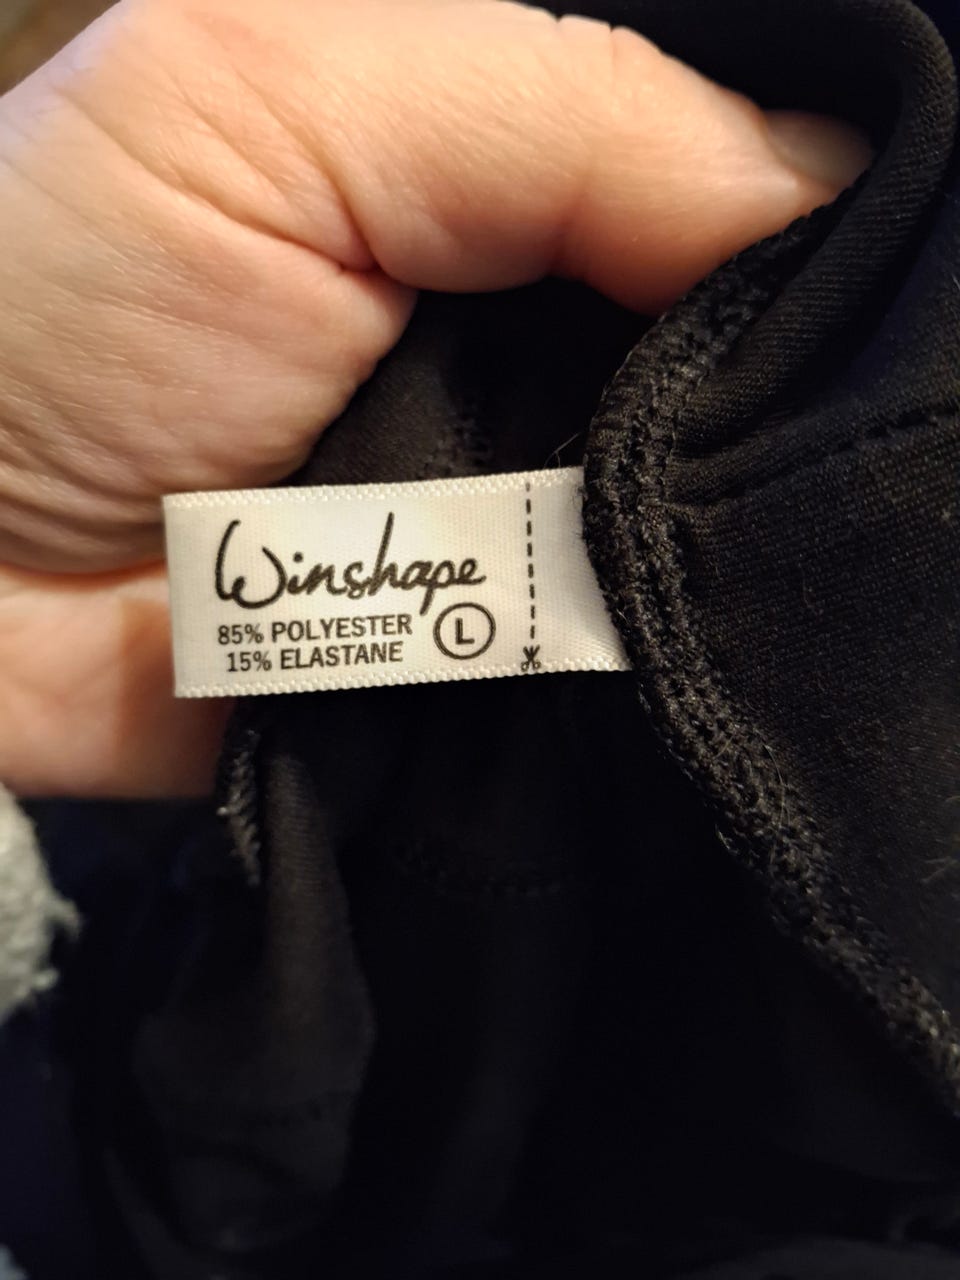 Winshape
85% POLYESTER L
15% ELASTANE